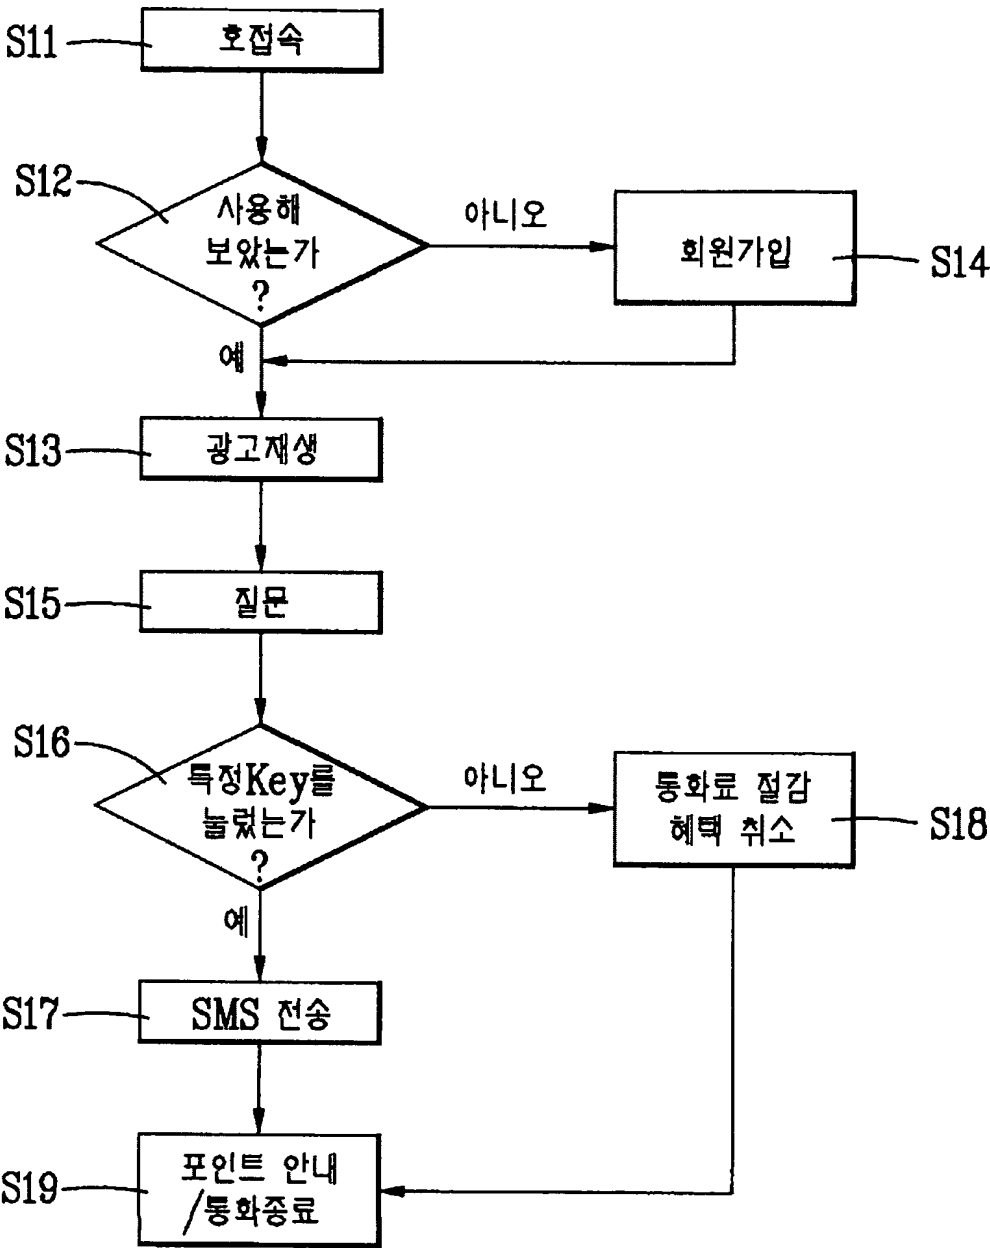 S11
호접속
S12
사용해
보았는가
?
아니오
회원가입
S14
예
S13
광고재생
S15
질문
S16
특정Key를
눌렀는가
?
아니오
통화료 절감
혜택 취소
S18
예
S17
SMS 전송
S19
포인트 안내
/통화종료